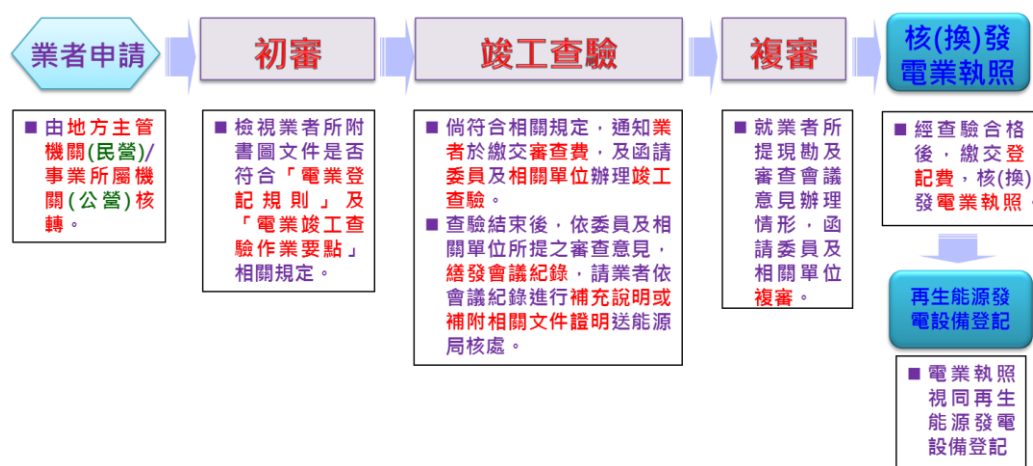 業者申請
初審
竣工查驗
複審
核(換)發
電業執照
■ 由地方主管
機關(民營)/
事業所屬機
關(公營)核
轉。
■ 檢視業者所附
書圖文件是否
符合「電業登
記規則」及
「電業竣工查
驗作業要點」
相關規定。
■ 倘符合相關規定，通知業
者於繳交審查費，及函請
委員及相關單位辦理竣工
查驗。
■ 查驗結束後，依委員及相
關單位所提之審查意見，
繕發會議紀錄，請業者依
會議紀錄進行補充說明或
補附相關文件證明送能源
局核處。
■ 就業者所
提現勘及
審查會議
意見辦理
情形，函
請委員及
相關單位
複審。
■ 經查驗合格
後，繳交登
記費，核(換)
發電業執照。
再生能源發
電設備登記
■ 電業執照
視同再生
能源發電
設備登記